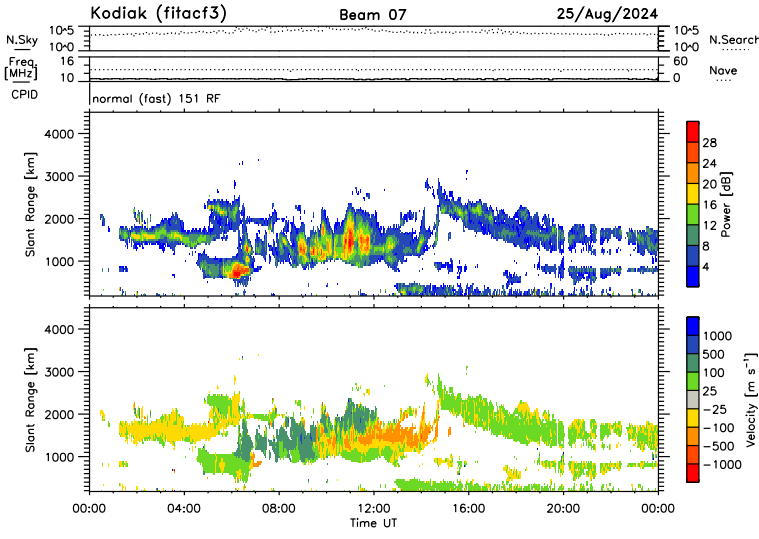 Kodiak (fitacf3) Beam 07 25/Aug/2024
N.Sky 10^5 10^0 10^5 10^0 N.Search
Freq. [MHz] 16 10 60 0 Nave
CPID normal (fast) 151 RF
Slant Range [km] 4000 3000 2000 1000
Power [dB] 28 24 20 16 12 8 4
Slant Range [km] 4000 3000 2000 1000
Velocity [m s⁻¹] 1000 500 100 25 −25 −100 −500 −1000
00:00 04:00 08:00 12:00 16:00 20:00 00:00
Time UT